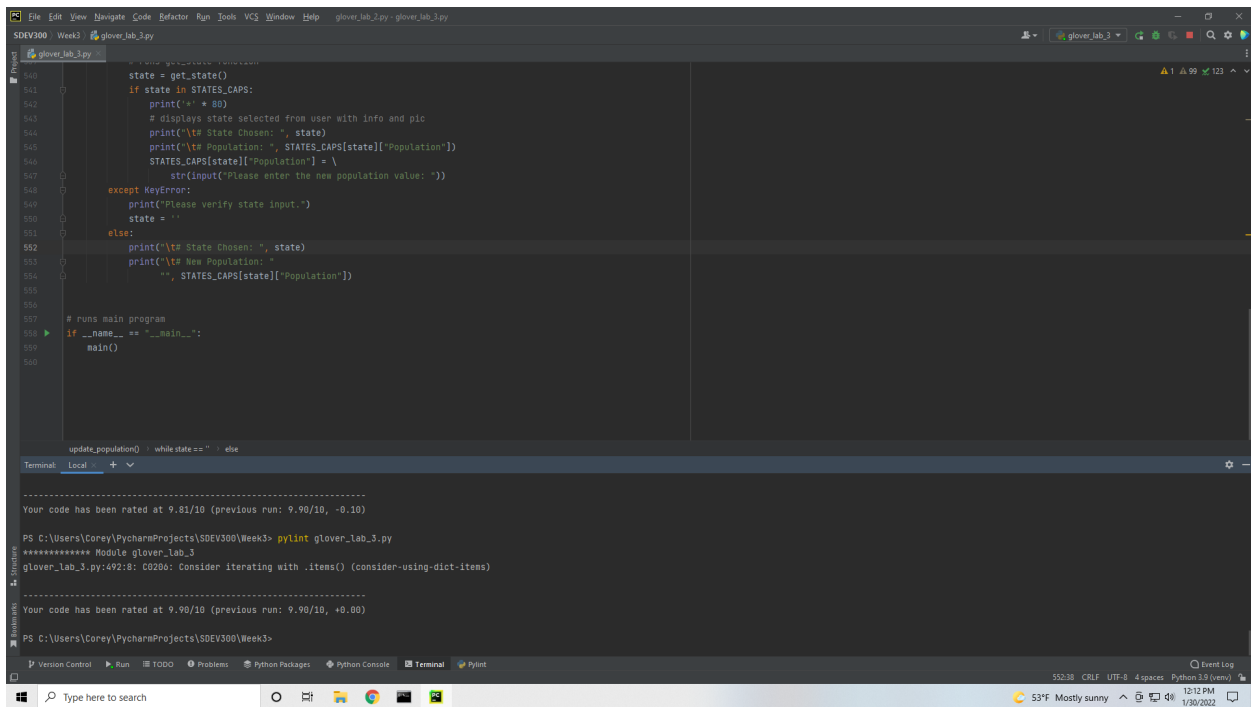 File Edit View Navigate Code Refactor Run Tools VCS Window Help glover_lab_2.py - glover_lab_3.py
SDEV300 Week3 glover_lab_3.py
glover_lab_3
glover_lab_3.py
Project
1 99 123
540 state = get_state()
541 if state in STATES_CAPS:
542 print('*' * 80)
543 # displays state selected from user with info and pic
544 print("\t# State Chosen: ", state)
545 print("\t# Population: ", STATES_CAPS[state]["Population"])
546 STATES_CAPS[state]["Population"] = \
547 str(input("Please enter the new population value: "))
548 except KeyError:
549 print("Please verify state input.")
550 state = ''
551 else:
552 print("\t# State Chosen: ", state)
553 print("\t# New Population: "
554 "", STATES_CAPS[state]["Population"])
555
556
557 # runs main program
558 if __name__ == "__main__":
559 main()
560
update_population() while state == '' else
Terminal: Local
------------------------------------------------------------------
Your code has been rated at 9.81/10 (previous run: 9.90/10, -0.10)
PS C:\Users\Corey\PycharmProjects\SDEV300\Week3> pylint glover_lab_3.py
************* Module glover_lab_3
glover_lab_3.py:492:8: C0206: Consider iterating with .items() (consider-using-dict-items)
------------------------------------------------------------------
Your code has been rated at 9.90/10 (previous run: 9.90/10, +0.00)
PS C:\Users\Corey\PycharmProjects\SDEV300\Week3>
Structure
Bookmarks
Version Control Run TODO Problems Python Packages Python Console Terminal Pylint Event Log
552:38 CRLF UTF-8 4 spaces Python 3.9 (venv)
Type here to search
53°F Mostly sunny
12:12 PM
1/30/2022